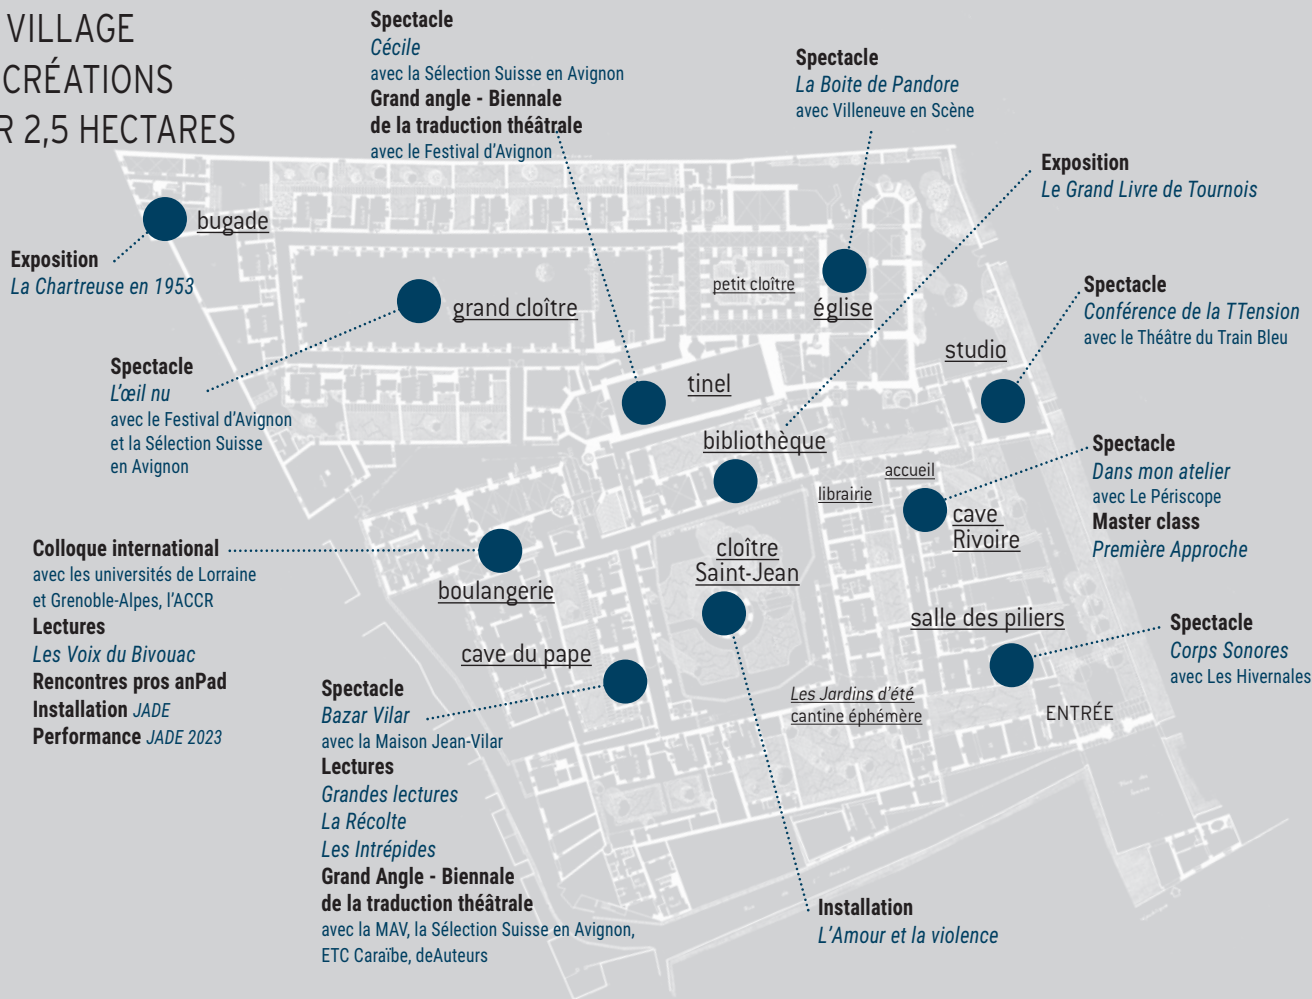 VILLAGE
CRÉATIONS
R 2,5 HECTARES
Spectacle
Cécile
avec la Sélection Suisse en Avignon
Grand angle - Biennale
de la traduction théâtrale
avec le Festival d'Avignon
Spectacle
La Boite de Pandore
avec Villeneuve en Scène
Exposition
Le Grand Livre de Tournois
bugade
Exposition
La Chartreuse en 1953
grand cloître
petit cloître
église
Spectacle
Conférence de la TTension
avec le Théâtre du Train Bleu
studio
Spectacle
L'œil nu
avec le Festival d'Avignon
et la Sélection Suisse
en Avignon
tinel
bibliothèque
accueil
librairie
cave
Rivoire
Spectacle
Dans mon atelier
avec Le Périscope
Master class
Première Approche
Colloque international
avec les universités de Lorraine
et Grenoble-Alpes, l'ACCR
Lectures
Les Voix du Bivouac
Rencontres pros anPad
Installation JADE
Performance JADE 2023
boulangerie
cloître
Saint-Jean
salle des piliers
Spectacle
Corps Sonores
avec Les Hivernales
cave du pape
Les Jardins d'été
cantine éphémère
ENTRÉE
Spectacle
Bazar Vilar
avec la Maison Jean-Vilar
Lectures
Grandes lectures
La Récolte
Les Intrépides
Grand Angle - Biennale
de la traduction théâtrale
avec la MAV, la Sélection Suisse en Avignon,
ETC Caraïbe, deAuteurs
Installation
L'Amour et la violence